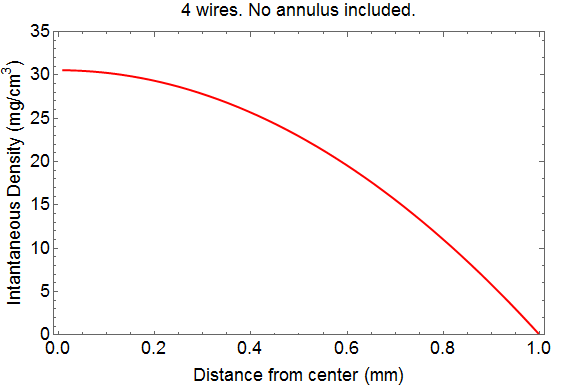 4 wires. No annulus included.
Intantaneous Density (mg/cm³)
35
30
25
20
15
10
5
0
0.0 0.2 0.4 0.6 0.8 1.0
Distance from center (mm)